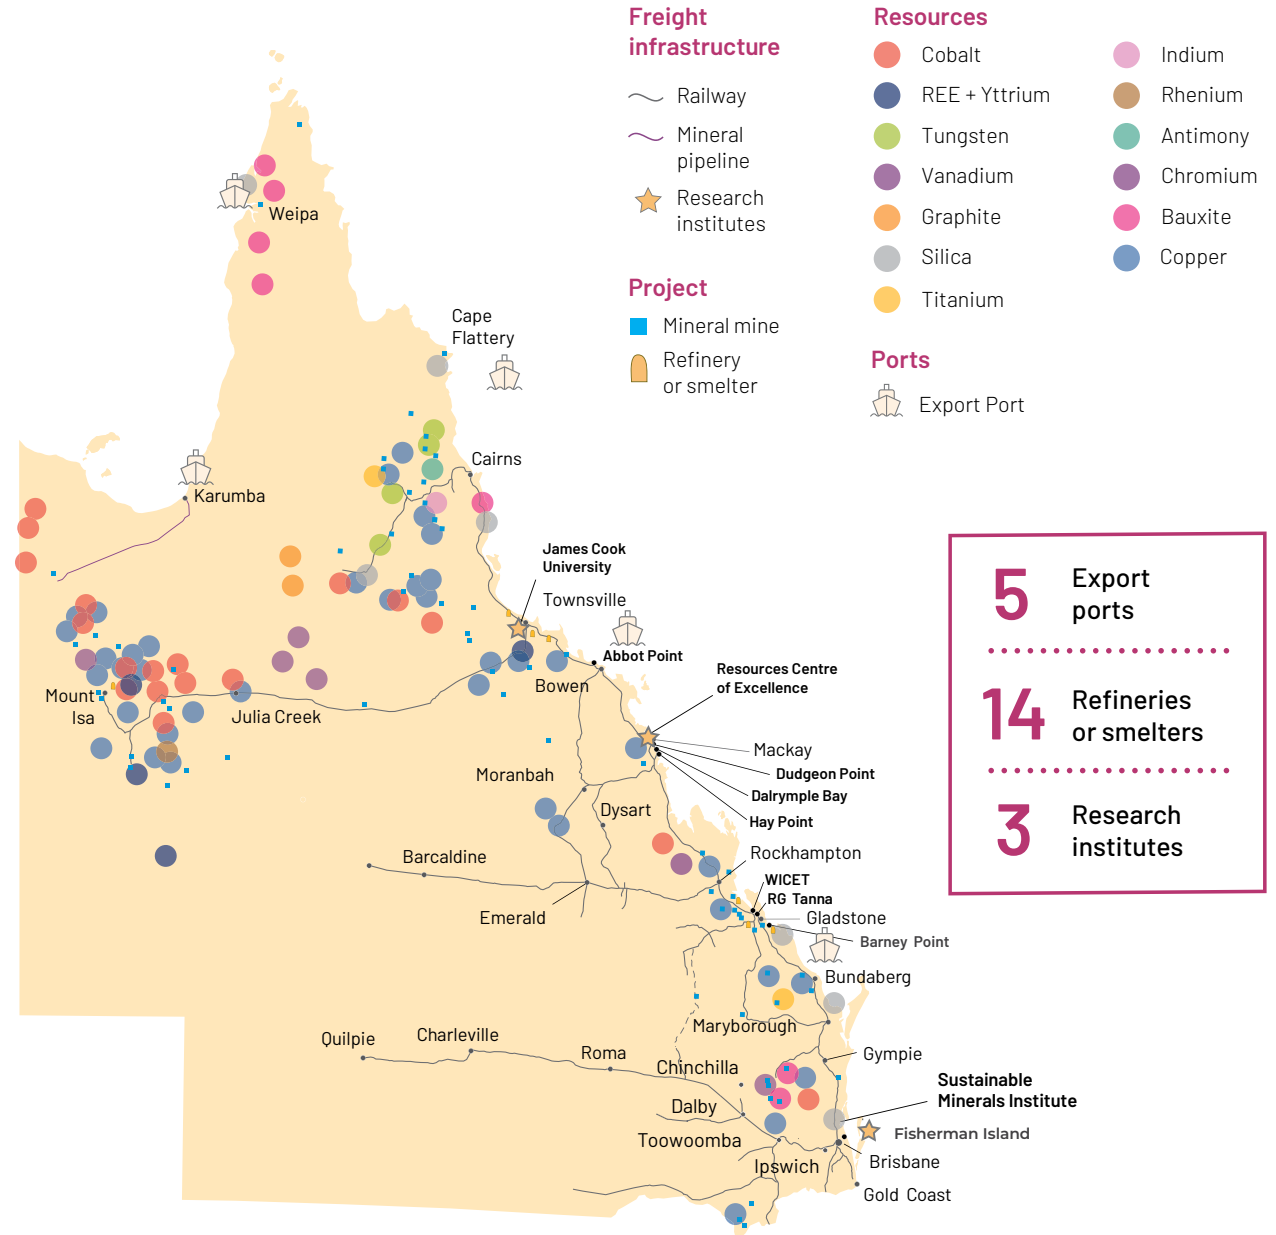 Freight
infrastructure
Railway
Mineral
pipeline
Research
institutes
Project
Mineral mine
Refinery
or smelter
Resources
Cobalt
REE + Yttrium
Tungsten
Vanadium
Graphite
Silica
Titanium
Indium
Rhenium
Antimony
Chromium
Bauxite
Copper
Ports
Export Port
Weipa
Cape
Flattery
Cairns
Karumba
James Cook
University
Townsville
Abbot Point
Bowen
Resources Centre
of Excellence
Mount
Isa
Julia Creek
Mackay
Dudgeon Point
Dalrymple Bay
Hay Point
Moranbah
Dysart
Barcaldine
Rockhampton
WICET
RG Tanna
Gladstone
Barney Point
Emerald
Bundaberg
Maryborough
Quilpie
Charleville
Roma
Gympie
Chinchilla
Sustainable
Minerals Institute
Dalby
Fisherman Island
Toowoomba
Brisbane
Ipswich
Gold Coast
5
Export
ports
14
Refineries
or smelters
3
Research
institutes